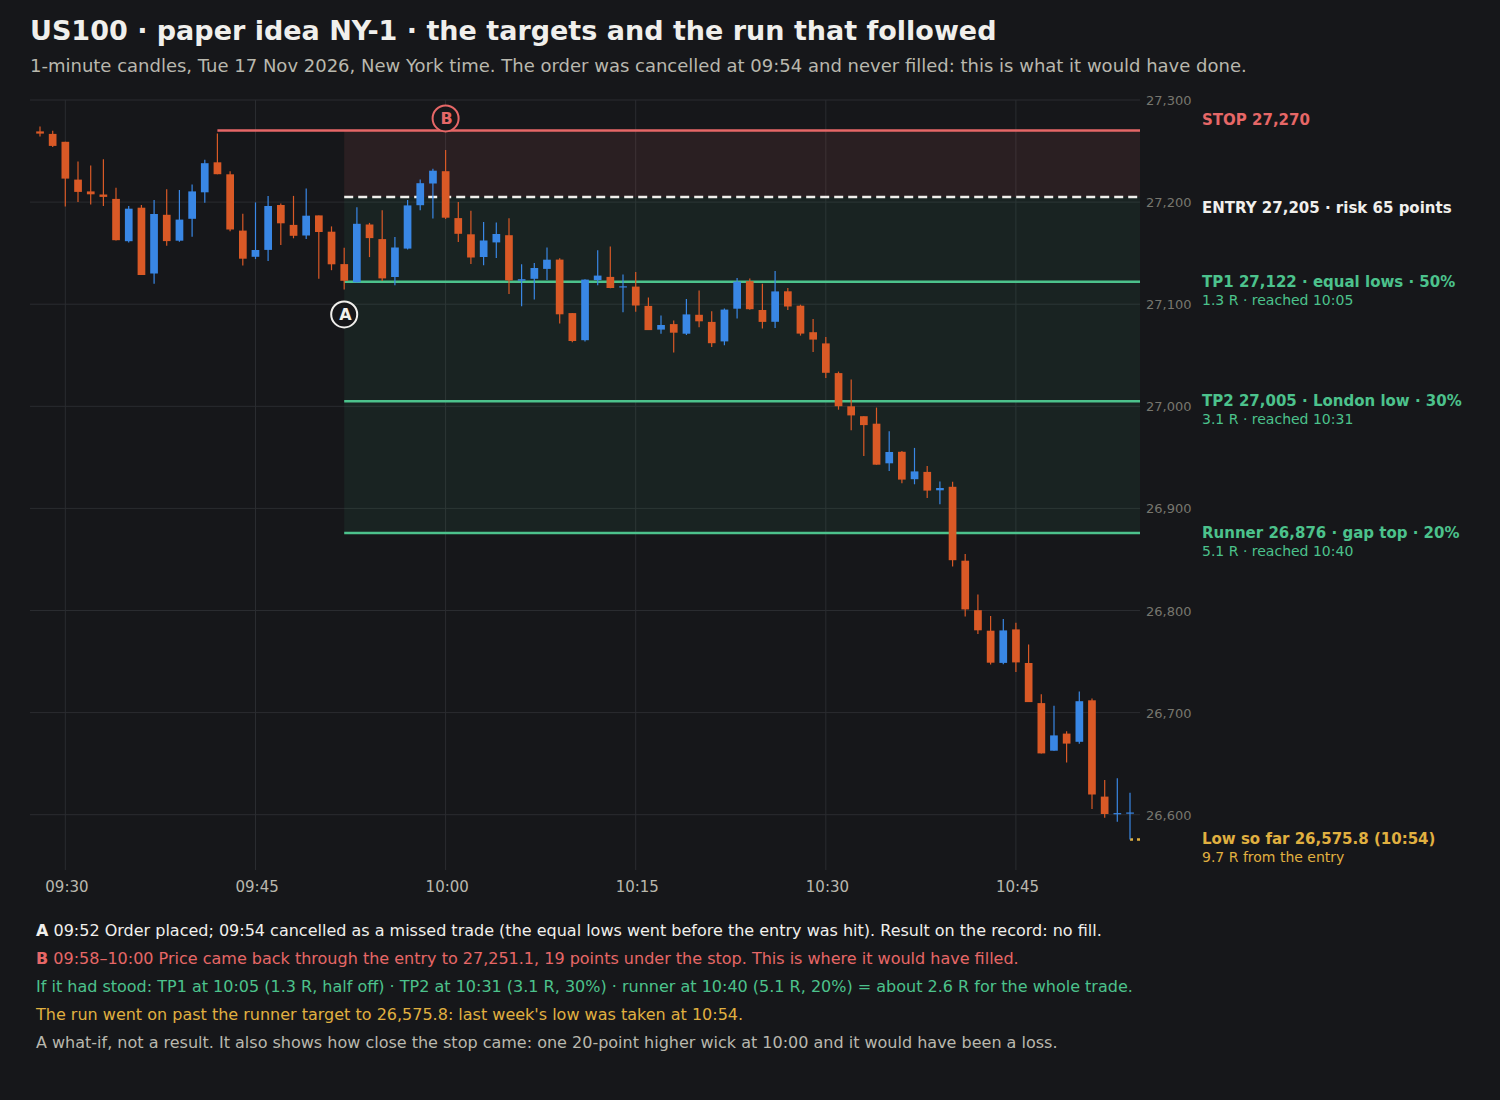 US100 · paper idea NY-1 · the targets and the run that followed
1-minute candles, Tue 17 Nov 2026, New York time. The order was cancelled at 09:54 and never filled: this is what it would have done.
27,300
STOP 27,270
B
27,200
ENTRY 27,205 · risk 65 points
TP1 27,122 · equal lows · 50%
1.3 R · reached 10:05
27,100
A
TP2 27,005 · London low · 30%
27,000
3.1 R · reached 10:31
26,900
Runner 26,876 · gap top · 20%
5.1 R · reached 10:40
26,800
26,700
26,600
Low so far 26,575.8 (10:54)
9.7 R from the entry
09:30 09:45 10:00 10:15 10:30 10:45
A 09:52 Order placed; 09:54 cancelled as a missed trade (the equal lows went before the entry was hit). Result on the record: no fill.
B 09:58–10:00 Price came back through the entry to 27,251.1, 19 points under the stop. This is where it would have filled.
If it had stood: TP1 at 10:05 (1.3 R, half off) · TP2 at 10:31 (3.1 R, 30%) · runner at 10:40 (5.1 R, 20%) = about 2.6 R for the whole trade.
The run went on past the runner target to 26,575.8: last week's low was taken at 10:54.
A what-if, not a result. It also shows how close the stop came: one 20-point higher wick at 10:00 and it would have been a loss.